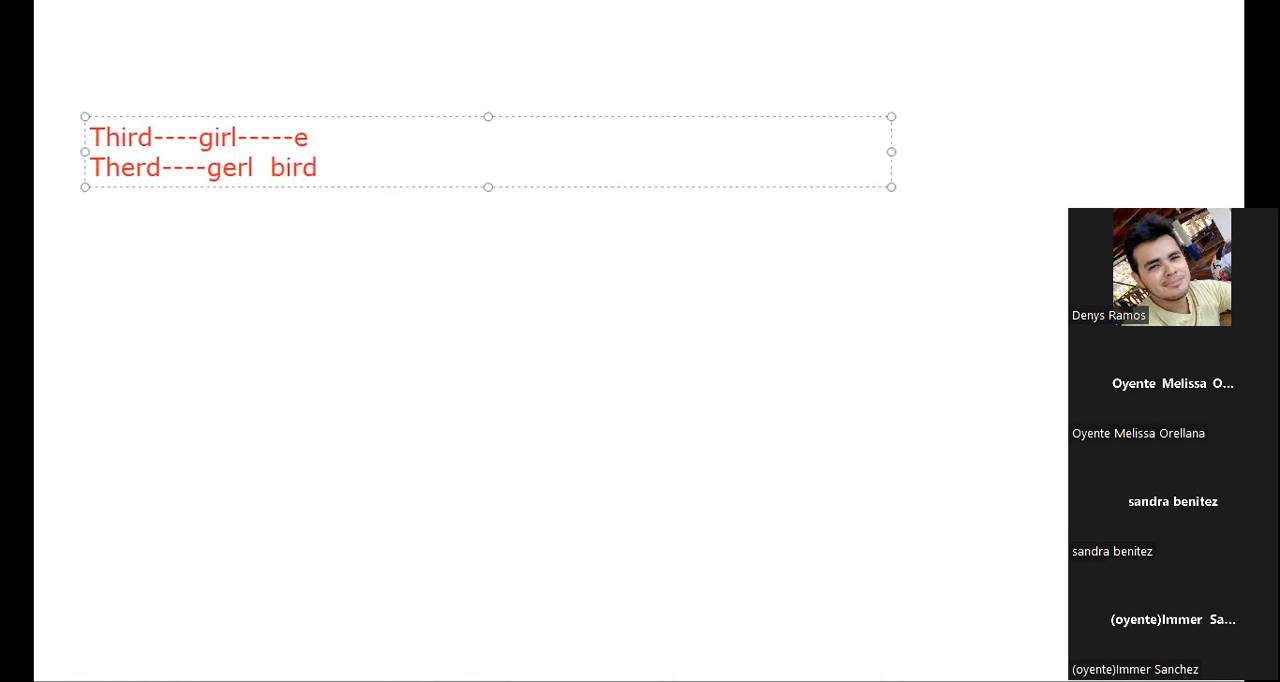 Third----girl-----e
Therd----gerl  bird
Denys Ramos
Oyente Melissa O...
Oyente Melissa Orellana
sandra benitez
sandra benitez
(oyente)Immer Sa...
(oyente)Immer Sanchez